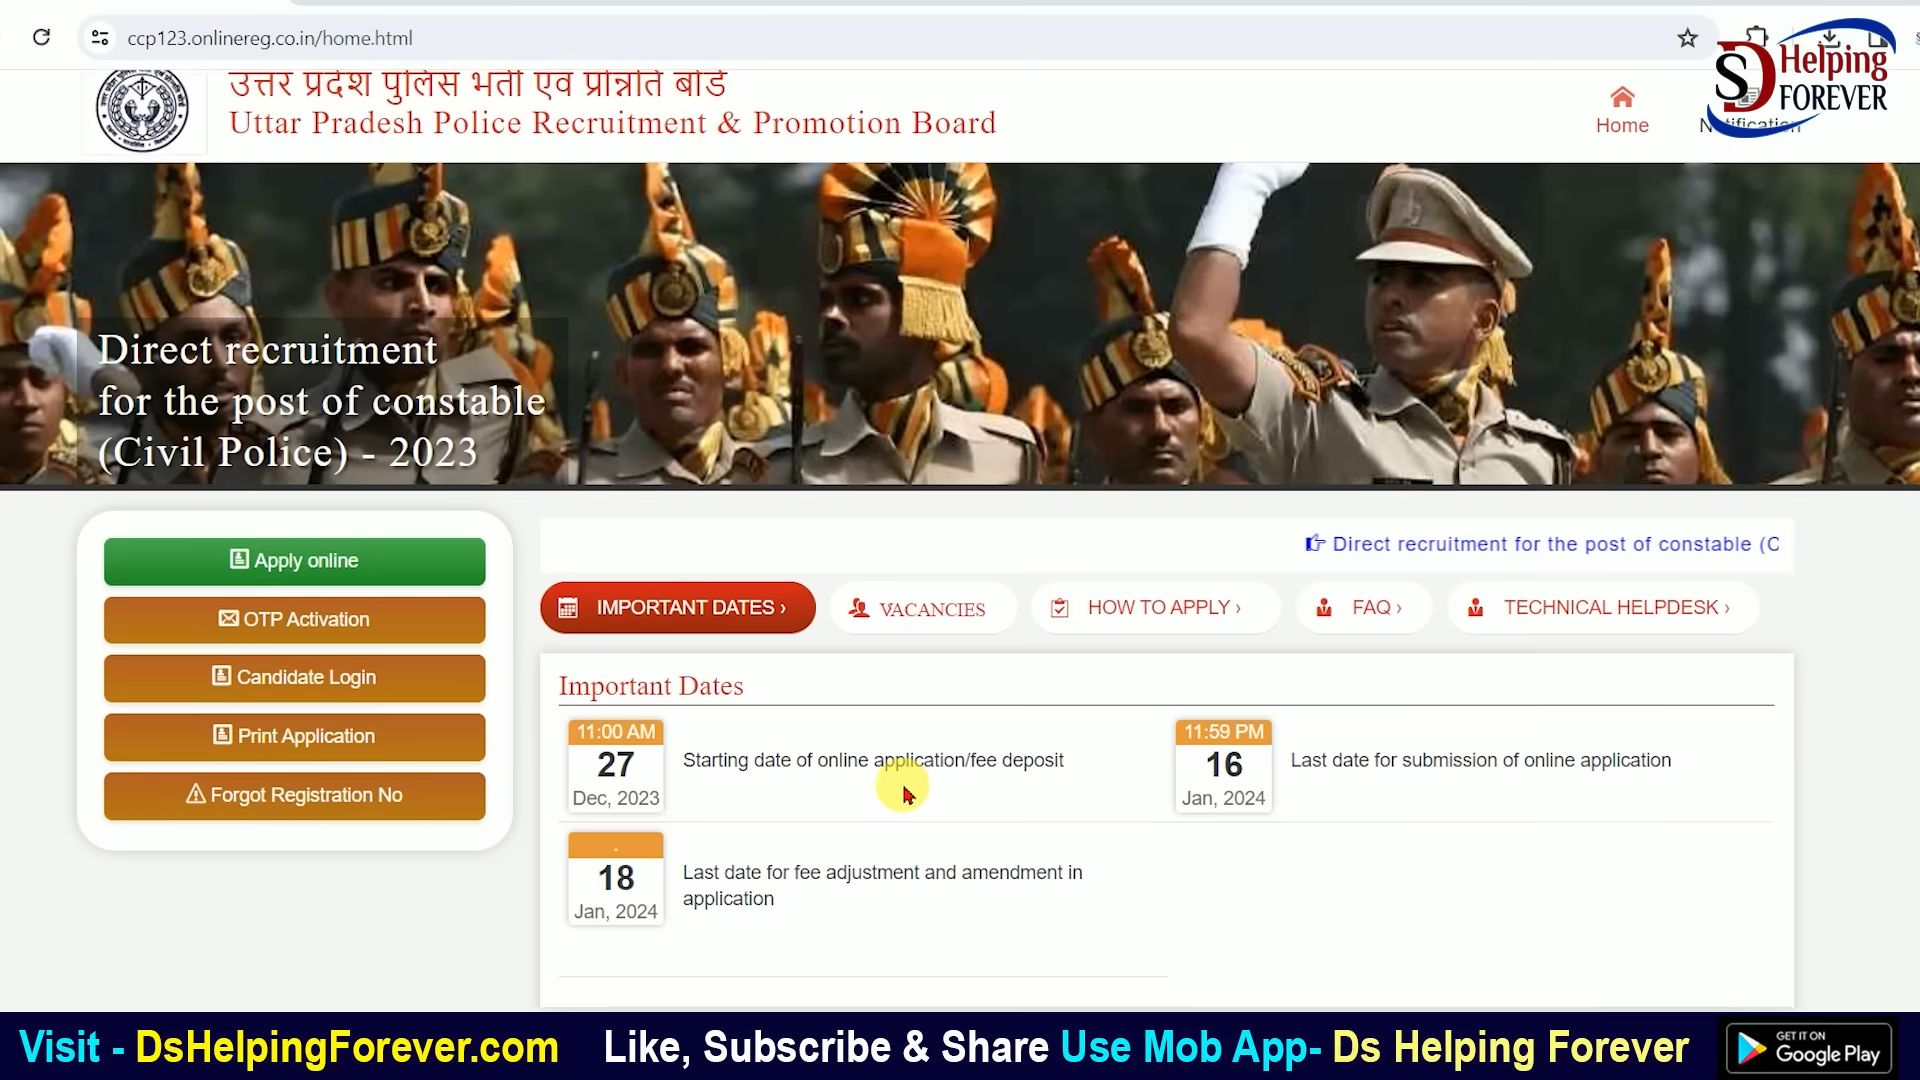 ccp123.onlinereg.co.in/home.html
SD Helping
FOREVER
उत्तर प्रदेश पुलिस भर्ती एवं प्रोन्नति बोर्ड
Uttar Pradesh Police Recruitment & Promotion Board
Home
Notification
Direct recruitment
for the post of constable
(Civil Police) - 2023
Apply online
OTP Activation
Candidate Login
Print Application
Forgot Registration No
Direct recruitment for the post of constable (C
IMPORTANT DATES ›
VACANCIES
HOW TO APPLY ›
FAQ ›
TECHNICAL HELPDESK ›
Important Dates
11:00 AM
27
Dec, 2023
Starting date of online application/fee deposit
11:59 PM
16
Jan, 2024
Last date for submission of online application
-
18
Jan, 2024
Last date for fee adjustment and amendment in
application
Visit - DsHelpingForever.com Like, Subscribe & Share Use Mob App- Ds Helping Forever
GET IT ON
Google Play